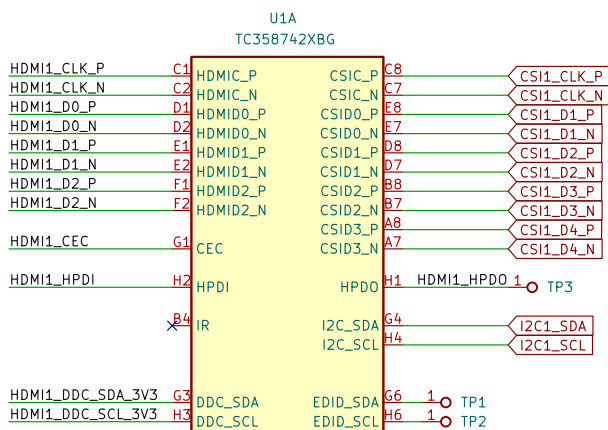 U1A
TC358742XBG
HDMI1_CLK_P C1 HDMIC_P CSIC_P C8 CSI1_CLK_P
HDMI1_CLK_N C2 HDMIC_N CSIC_N C7 CSI1_CLK_N
HDMI1_D0_P D1 HDMID0_P CSID0_P E8 CSI1_D1_P
HDMI1_D0_N D2 HDMID0_N CSID0_N E7 CSI1_D1_N
HDMI1_D1_P E1 HDMID1_P CSID1_P D8 CSI1_D2_P
HDMI1_D1_N E2 HDMID1_N CSID1_N D7 CSI1_D2_N
HDMI1_D2_P F1 HDMID2_P CSID2_P B8 CSI1_D3_P
HDMI1_D2_N F2 HDMID2_N CSID2_N B7 CSI1_D3_N
CSID3_P A8 CSI1_D4_P
HDMI1_CEC G1 CEC CSID3_N A7 CSI1_D4_N
HDMI1_HPDI H2 HPDI HPDO H1 HDMI1_HPDO 1 TP3
B4 IR I2C_SDA G4 I2C1_SDA
I2C_SCL H4 I2C1_SCL
HDMI1_DDC_SDA_3V3 G3 DDC_SDA EDID_SDA G6 1 TP1
HDMI1_DDC_SCL_3V3 H3 DDC_SCL EDID_SCL H6 1 TP2